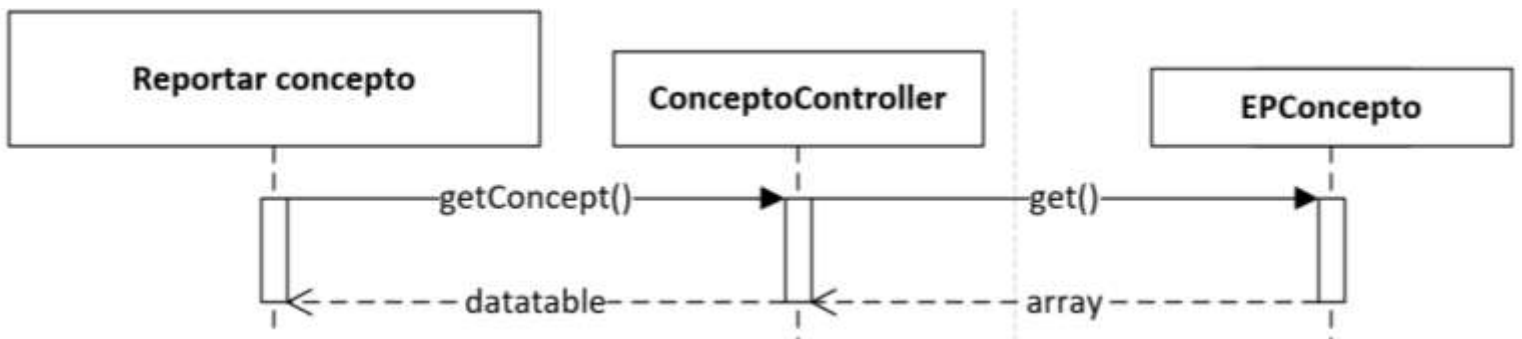 Reportar concepto
ConceptoController
EPConcepto
getConcept()
get()
datatable
array